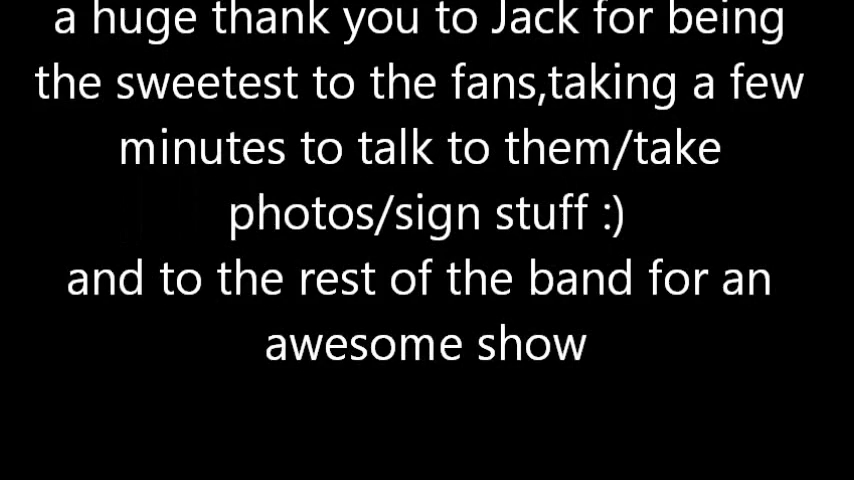 a huge thank you to Jack for being
the sweetest to the fans,taking a few
minutes to talk to them/take
photos/sign stuff :)
and to the rest of the band for an
awesome show